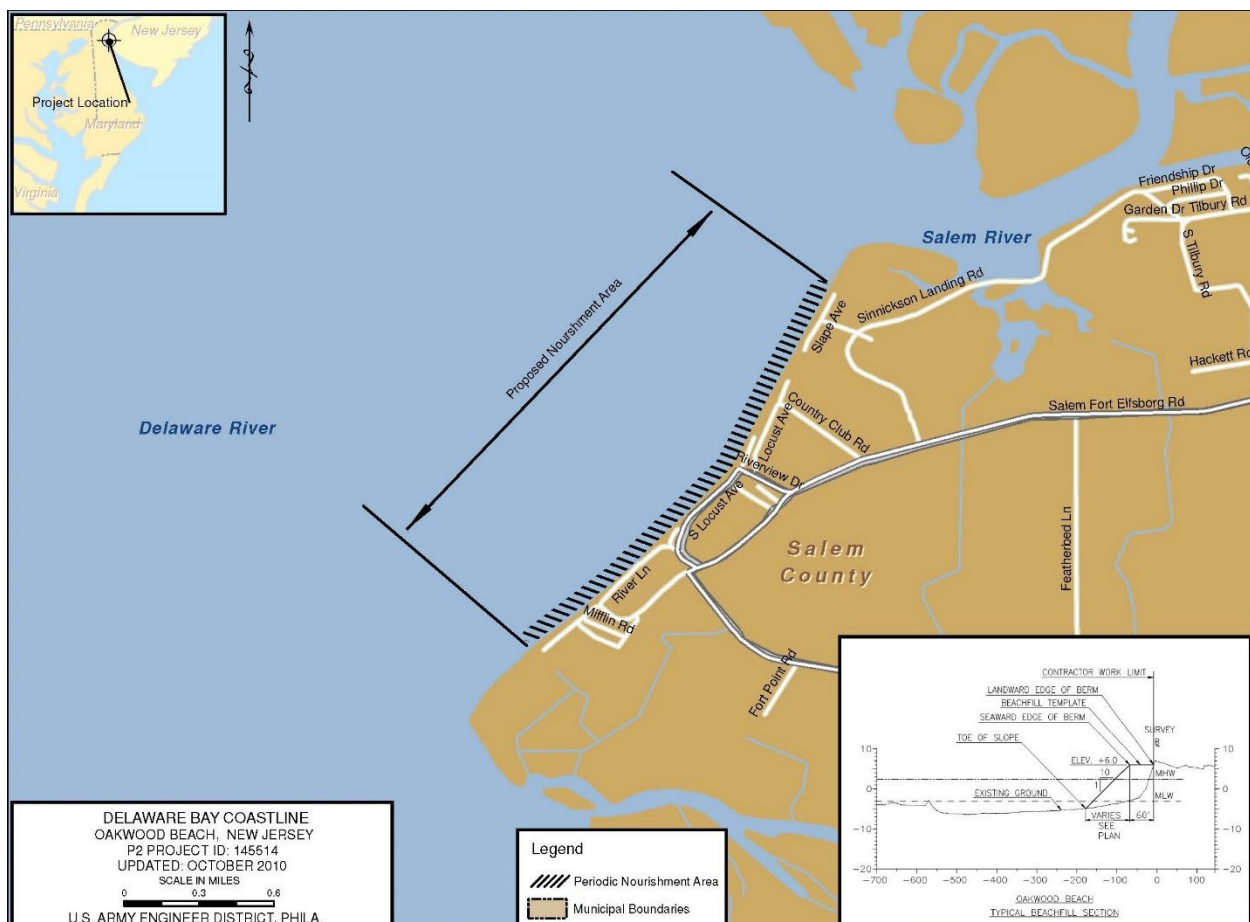 Pennsylvania
New Jersey
Project Location
Maryland
Virginia
Proposed Nourshment Area
Delaware River
Salem River
Friendship Dr
Phillip Dr
Garden Dr
Tilbury Rd
S Tilbury Rd
Sinnickson Landing Rd
Slape Ave
Hackett Rd
Salem Fort Elfsborg Rd
Country Club Rd
Locust Ave
Riverview Dr
S Locust Ave
Salem
County
Featherbed Ln
River Ln
Mifflin Rd
Fort Point Rd
CONTRACTOR WORK LIMIT
LANDWARD EDGE OF BERM
BEACHFILL TEMPLATE
SEAWARD EDGE OF BERM
SURVEY
TOE OF SLOPE
ELEV. +6.0
10
1
MHW
MLW
EXISTING GROUND
VARIES
SEE
PLAN
60'
10
0
-10
-20
10
0
-10
-20
-700 -600 -500 -400 -300 -200 -100 0 100
OAKWOOD BEACH
TYPICAL BEACHFILL SECTION
DELAWARE BAY COASTLINE
OAKWOOD BEACH, NEW JERSEY
P2 PROJECT ID: 145514
UPDATED: OCTOBER 2010
SCALE IN MILES
0 0.3 0.6
U.S. ARMY ENGINEER DISTRICT, PHILA.
Legend
Periodic Nourishment Area
Municipal Boundaries